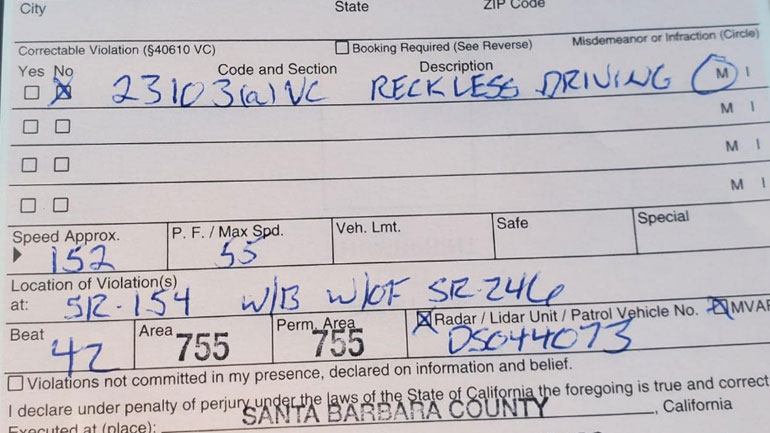 City State ZIP Code
Correctable Violation (§40610 VC) Booking Required (See Reverse) Misdemeanor or Infraction (Circle)
Yes No Code and Section Description
23103(a) VC RECKLESS DRIVING M I
M I
M I
M I
Speed Approx. P. F. / Max Spd. Veh. Lmt. Safe Special
152 55
Location of Violation(s)
at: SR-154 W/B W/OF SR-246
Beat Area Perm. Area Radar / Lidar Unit / Patrol Vehicle No. MVAR
42 755 755 DS044073
Violations not committed in my presence, declared on information and belief.
I declare under penalty of perjury under the laws of the State of California the foregoing is true and correct
Executed at (place): SANTA BARBARA COUNTY , California